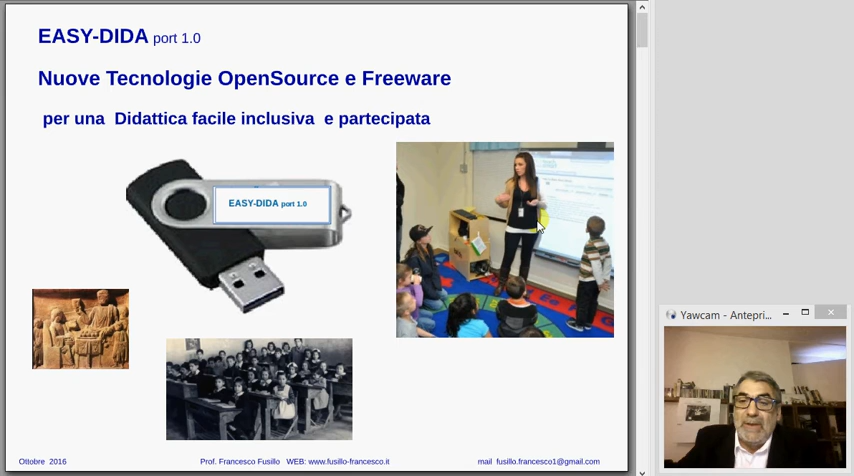 EASY-DIDA port 1.0
Nuove Tecnologie OpenSource e Freeware
per una Didattica facile inclusiva e partecipata
EASY-DIDA port 1.0
Ottobre 2016
Prof. Francesco Fusillo WEB: www.fusillo-francesco.it
mail fusillo.francesco1@gmail.com
Yawcam - Antepri...